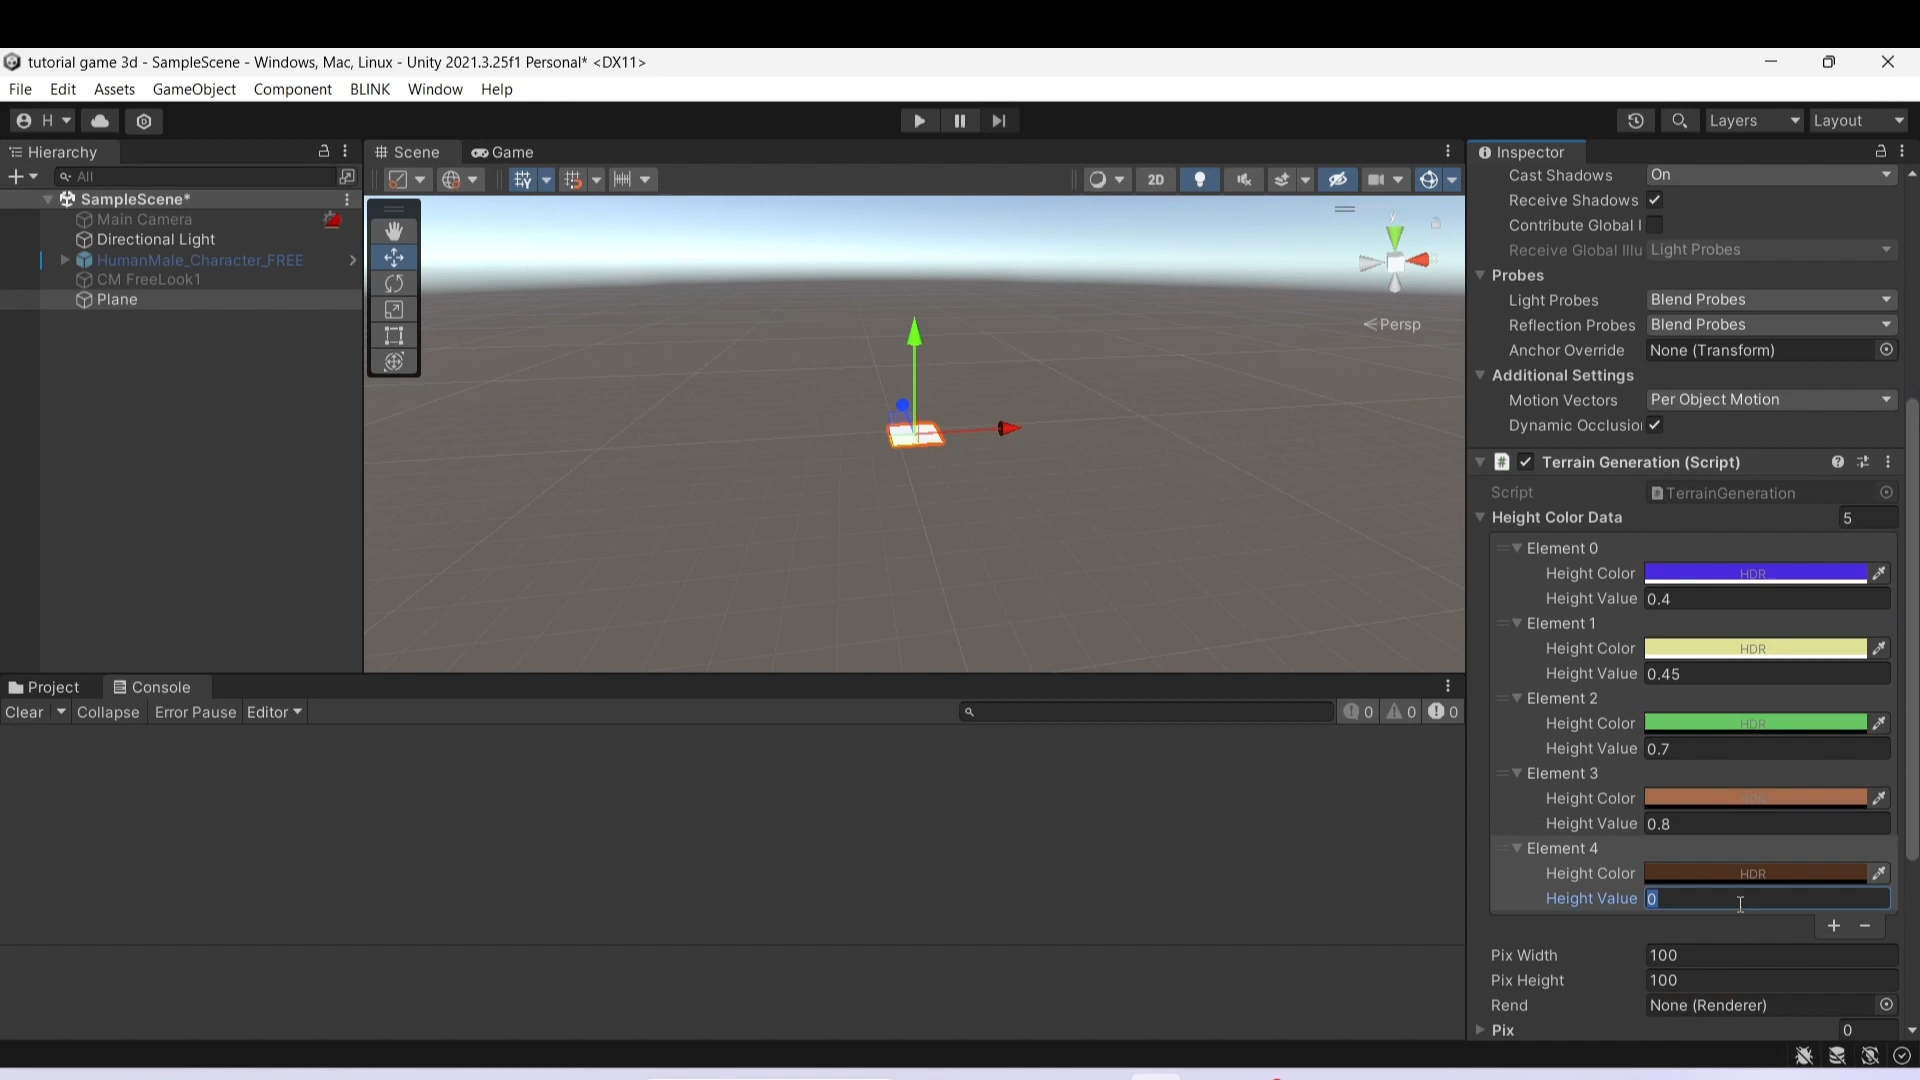 tutorial game 3d - SampleScene - Windows, Mac, Linux - Unity 2021.3.25f1 Personal* <DX11>
File Edit Assets GameObject Component BLINK Window Help
H Layers Layout
Hierarchy
All
SampleScene*
Main Camera
Directional Light
HumanMale_Character_FREE
CM FreeLook1
Plane
Scene Game
2D
y
Persp
Project Console
Clear Collapse Error Pause Editor
0 0 0
Inspector
Cast Shadows On
Receive Shadows
Contribute Global I
Receive Global Illu Light Probes
Probes
Light Probes Blend Probes
Reflection Probes Blend Probes
Anchor Override None (Transform)
Additional Settings
Motion Vectors Per Object Motion
Dynamic Occlusio
Terrain Generation (Script)
Script TerrainGeneration
Height Color Data 5
Element 0
Height Color HDR
Height Value 0.4
Element 1
Height Color HDR
Height Value 0.45
Element 2
Height Color HDR
Height Value 0.7
Element 3
Height Color HDR
Height Value 0.8
Element 4
Height Color HDR
Height Value 0
Pix Width 100
Pix Height 100
Rend None (Renderer)
Pix 0